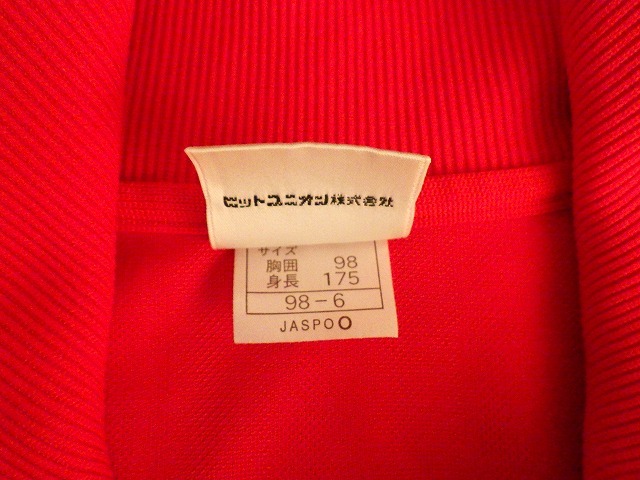 ヒットユニオン株式会社
サイズ
胸囲 98
身長 175
98-6
JASPO O